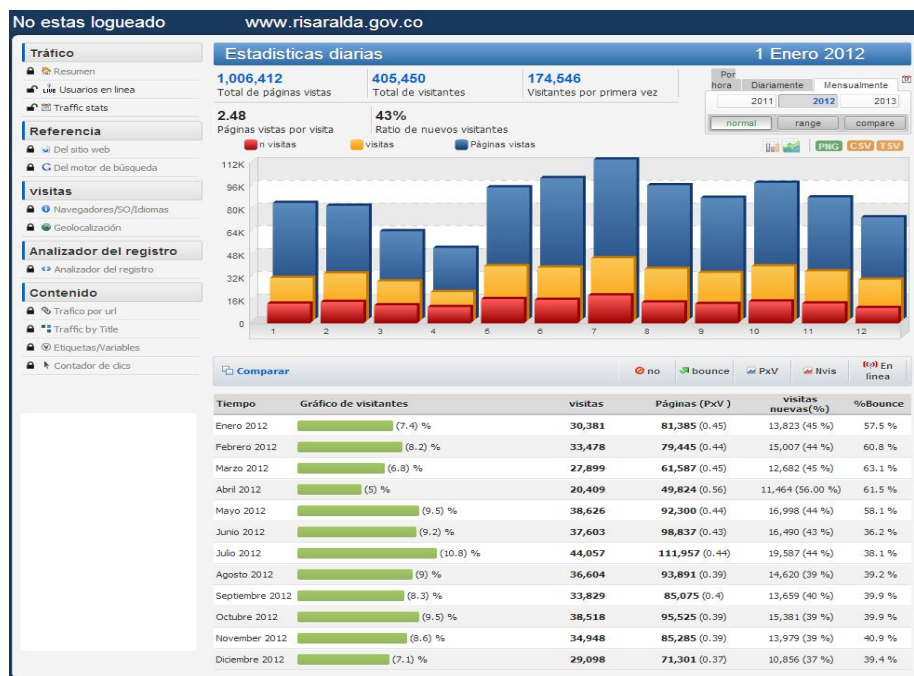 No estas logueado www.risaralda.gov.co
Tráfico
Resumen
LIVE Usuarios en linea
Traffic stats
Referencia
Del sitio web
G Del motor de búsqueda
visitas
Navegadores/SO/Idiomas
Geolocalización
Analizador del registro
Analizador del registro
Contenido
Trafico por url
Traffic by Title
Etiquetas/Variables
Contador de clics
Estadisticas diarias 1 Enero 2012
1,006,412 405,450 174,546
Total de páginas vistas Total de visitantes Visitantes por primera vez
2.48 43%
Páginas vistas por visita Ratio de nuevos visitantes
Por hora Diariamente Mensualmente
2011 2012 2013
normal range compare
n visitas visitas Páginas vistas
PNG CSV TSV
112K
96K
80K
64K
48K
32K
16K
0
1 2 3 4 5 6 7 8 9 10 11 12
Comparar no bounce PxV Nvis ((o)) En línea
Tiempo Gráfico de visitantes visitas Páginas (PxV ) visitas nuevas(%) %Bounce
Enero 2012 (7.4) % 30,381 81,385 (0.45) 13,823 (45 %) 57.5 %
Febrero 2012 (8.2) % 33,478 79,445 (0.44) 15,007 (44 %) 60.8 %
Marzo 2012 (6.8) % 27,899 61,587 (0.45) 12,682 (45 %) 63.1 %
Abril 2012 (5) % 20,409 49,824 (0.56) 11,464 (56.00 %) 61.5 %
Mayo 2012 (9.5) % 38,626 92,300 (0.44) 16,998 (44 %) 58.1 %
Junio 2012 (9.2) % 37,603 98,837 (0.43) 16,490 (43 %) 36.2 %
Julio 2012 (10.8) % 44,057 111,957 (0.44) 19,587 (44 %) 38.1 %
Agosto 2012 (9) % 36,604 93,891 (0.39) 14,620 (39 %) 39.2 %
Septiembre 2012 (8.3) % 33,829 85,075 (0.4) 13,659 (40 %) 39.9 %
Octubre 2012 (9.5) % 38,518 95,525 (0.39) 15,381 (39 %) 39.9 %
November 2012 (8.6) % 34,948 85,285 (0.39) 13,979 (39 %) 40.9 %
Diciembre 2012 (7.1) % 29,098 71,301 (0.37) 10,856 (37 %) 39.4 %